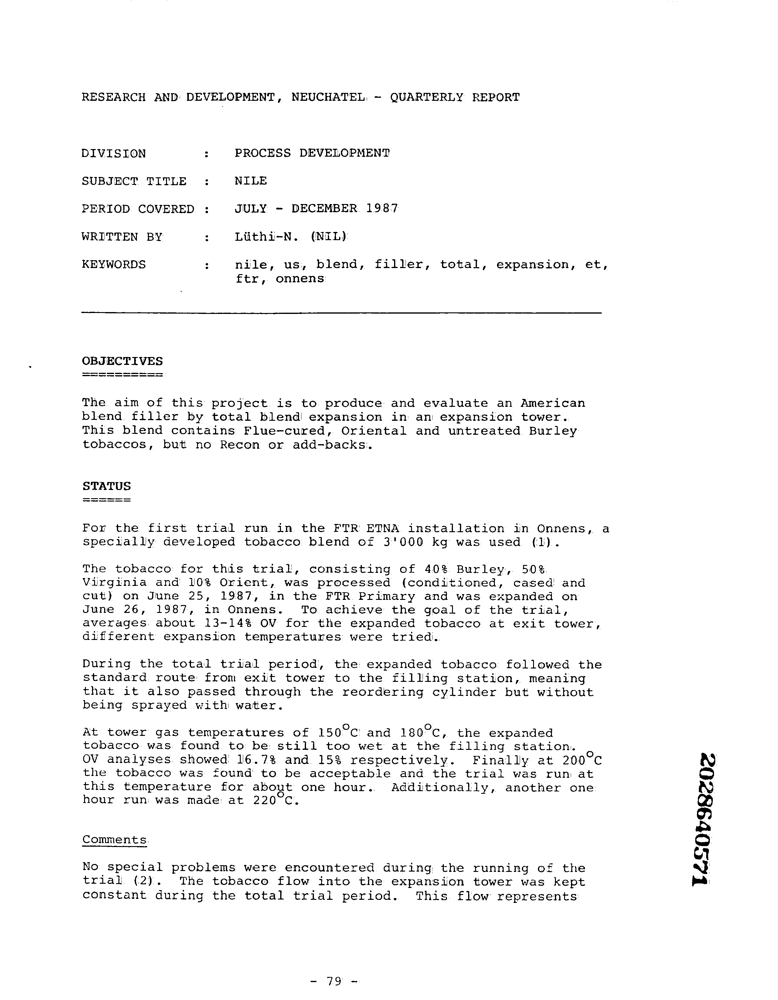 RESEARCH AND DEVELOPMENT, NEUCHATEL - QUARTERLY REPORT
DIVISION : PROCESS DEVELOPMENT
SUBJECT TITLE : NILE
PERIOD COVERED : JULY - DECEMBER 1987
WRITTEN BY : Lüthi-N. (NIL)
KEYWORDS : nile, us, blend, filler, total, expansion, et,
ftr, onnens
OBJECTIVES
==========
The aim of this project is to produce and evaluate an American
blend filler by total blend expansion in an expansion tower.
This blend contains Flue-cured, Oriental and untreated Burley
tobaccos, but no Recon or add-backs.
STATUS
======
For the first trial run in the FTR ETNA installation in Onnens, a
specially developed tobacco blend of 3'000 kg was used (1).
The tobacco for this trial, consisting of 40% Burley, 50%
Virginia and 10% Orient, was processed (conditioned, cased and
cut) on June 25, 1987, in the FTR Primary and was expanded on
June 26, 1987, in Onnens. To achieve the goal of the trial,
averages about 13-14% OV for the expanded tobacco at exit tower,
different expansion temperatures were tried.
During the total trial period, the expanded tobacco followed the
standard route from exit tower to the filling station, meaning
that it also passed through the reordering cylinder but without
being sprayed with water.
At tower gas temperatures of 150°C and 180°C, the expanded
tobacco was found to be still too wet at the filling station.
OV analyses showed 16.7% and 15% respectively. Finally at 200°C
the tobacco was found to be acceptable and the trial was run at
this temperature for about one hour. Additionally, another one
hour run was made at 220°C.
Comments
No special problems were encountered during the running of the
trial (2). The tobacco flow into the expansion tower was kept
constant during the total trial period. This flow represents
- 79 -
2028640571